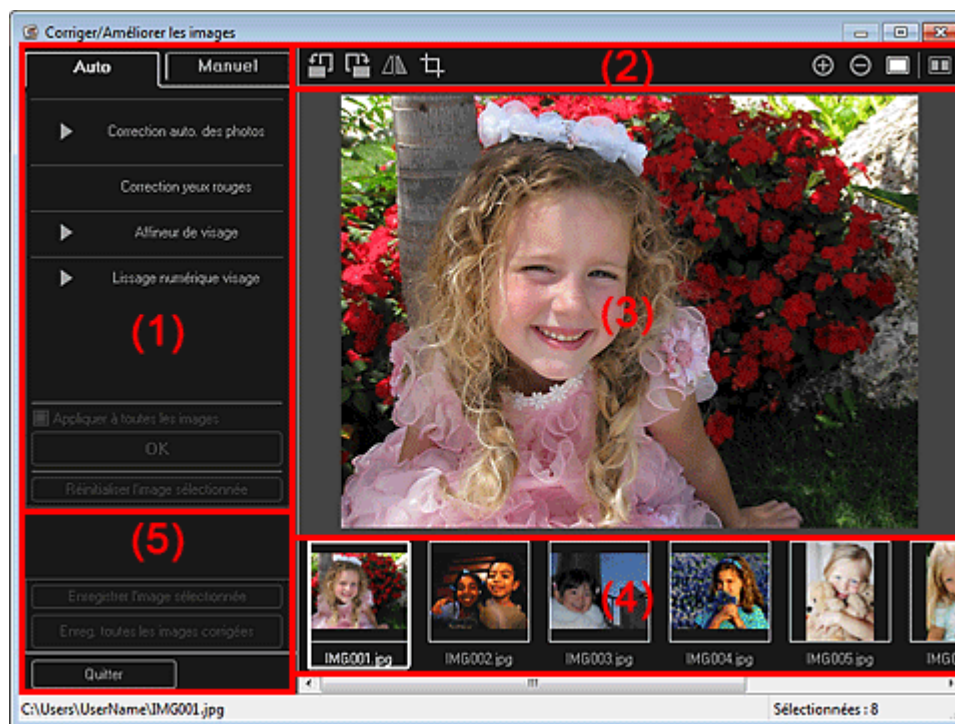 Corriger/Améliorer les images
Auto Manuel
(2)
Correction auto. des photos
Correction yeux rouges
Affineur de visage
Lissage numérique visage
(3)
(1)
Appliquer à toutes les images
OK
Réinitialiser l'image sélectionnée
(5)
Enregistrer l'image sélectionnée
Enreg. toutes les images corrigées
Quitter
(4)
IMG001.jpg IMG002.jpg IMG003.jpg IMG004.jpg IMG005.jpg IMG0
C:\Users\UserName\IMG001.jpg
Sélectionnées : 8